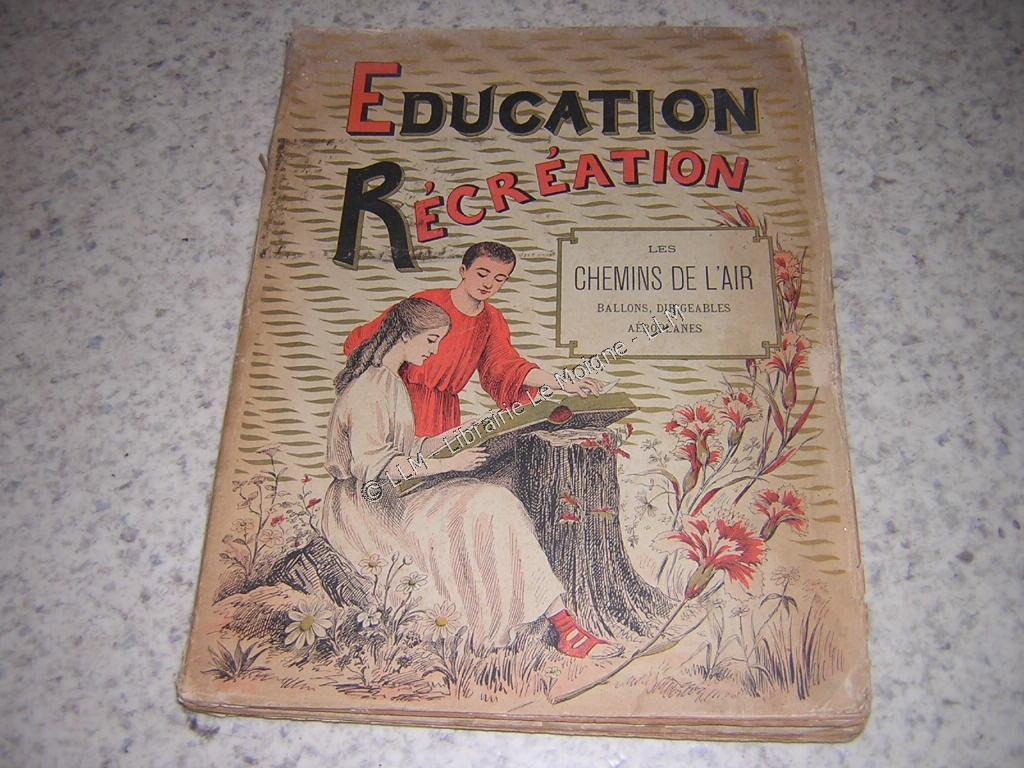 EDUCATION
RÉCRÉATION
LES
CHEMINS DE L'AIR
BALLONS, DIRIGEABLES
AÉROPLANES
© LLM - Librairie Le Moigne - LLM